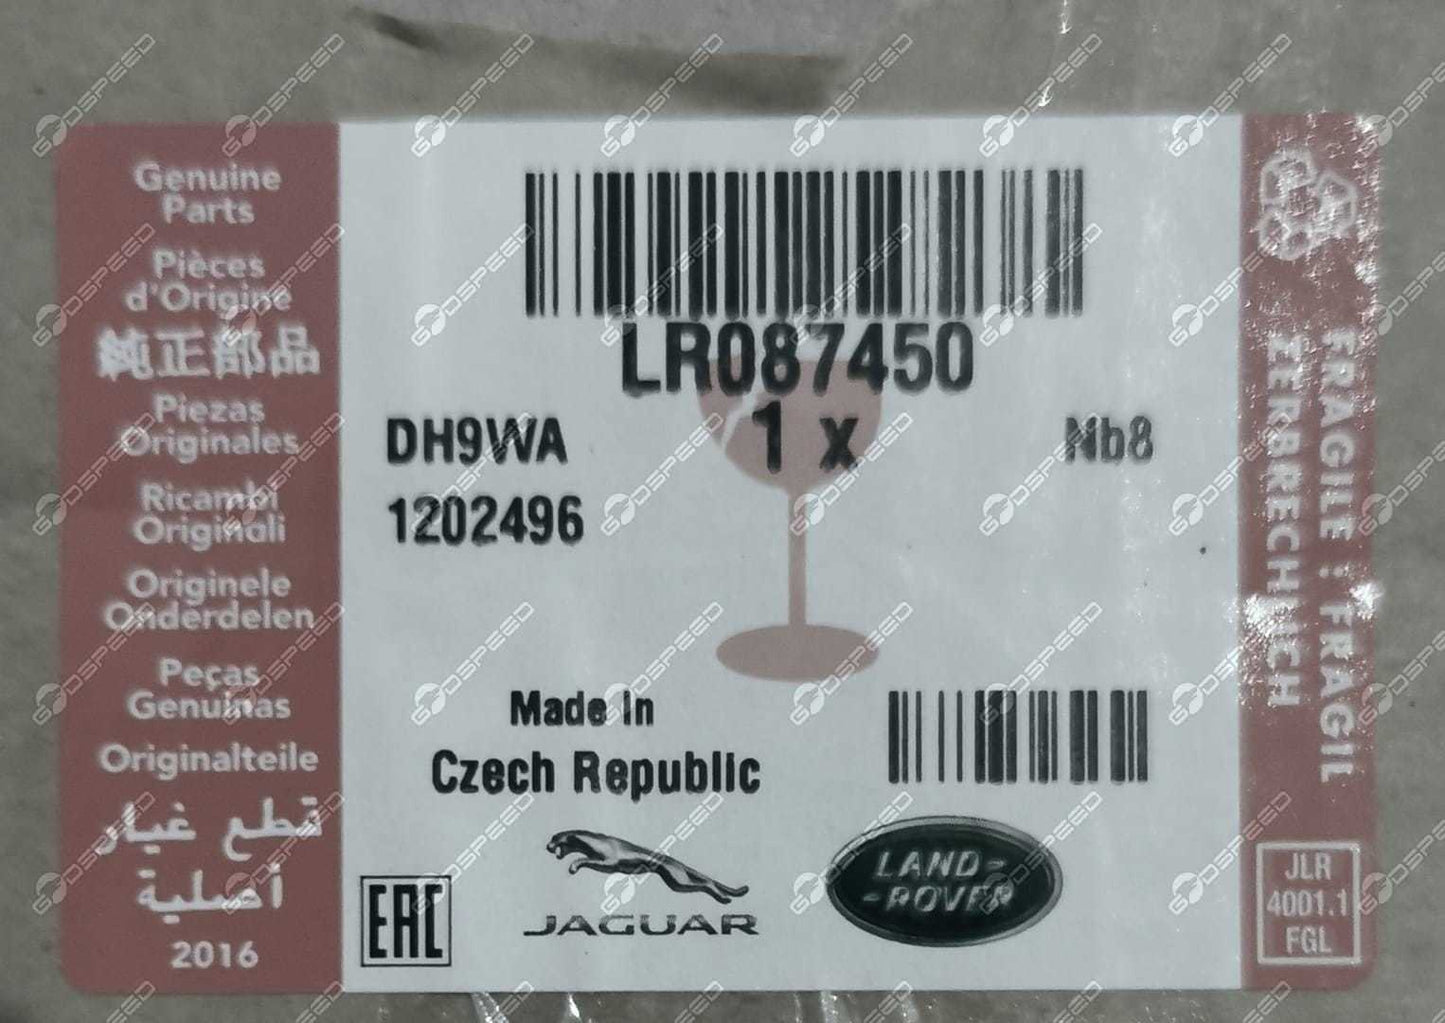 Genuine
Parts
Pièces
d'Origine
純正部品
Piezas
Originales
Ricambi
Originali
Originele
Onderdelen
Peças
Genuinas
Originalteile
قطع غيار
أصلية
2016
LR087450
DH9WA
1 x
Nb8
1202496
Made in
Czech Republic
EAC
JAGUAR
LAND-
-ROVER
FRAGILE : FRAGIL
ZERBRECHLICH
JLR
4001.1
FGL
GODSPEED